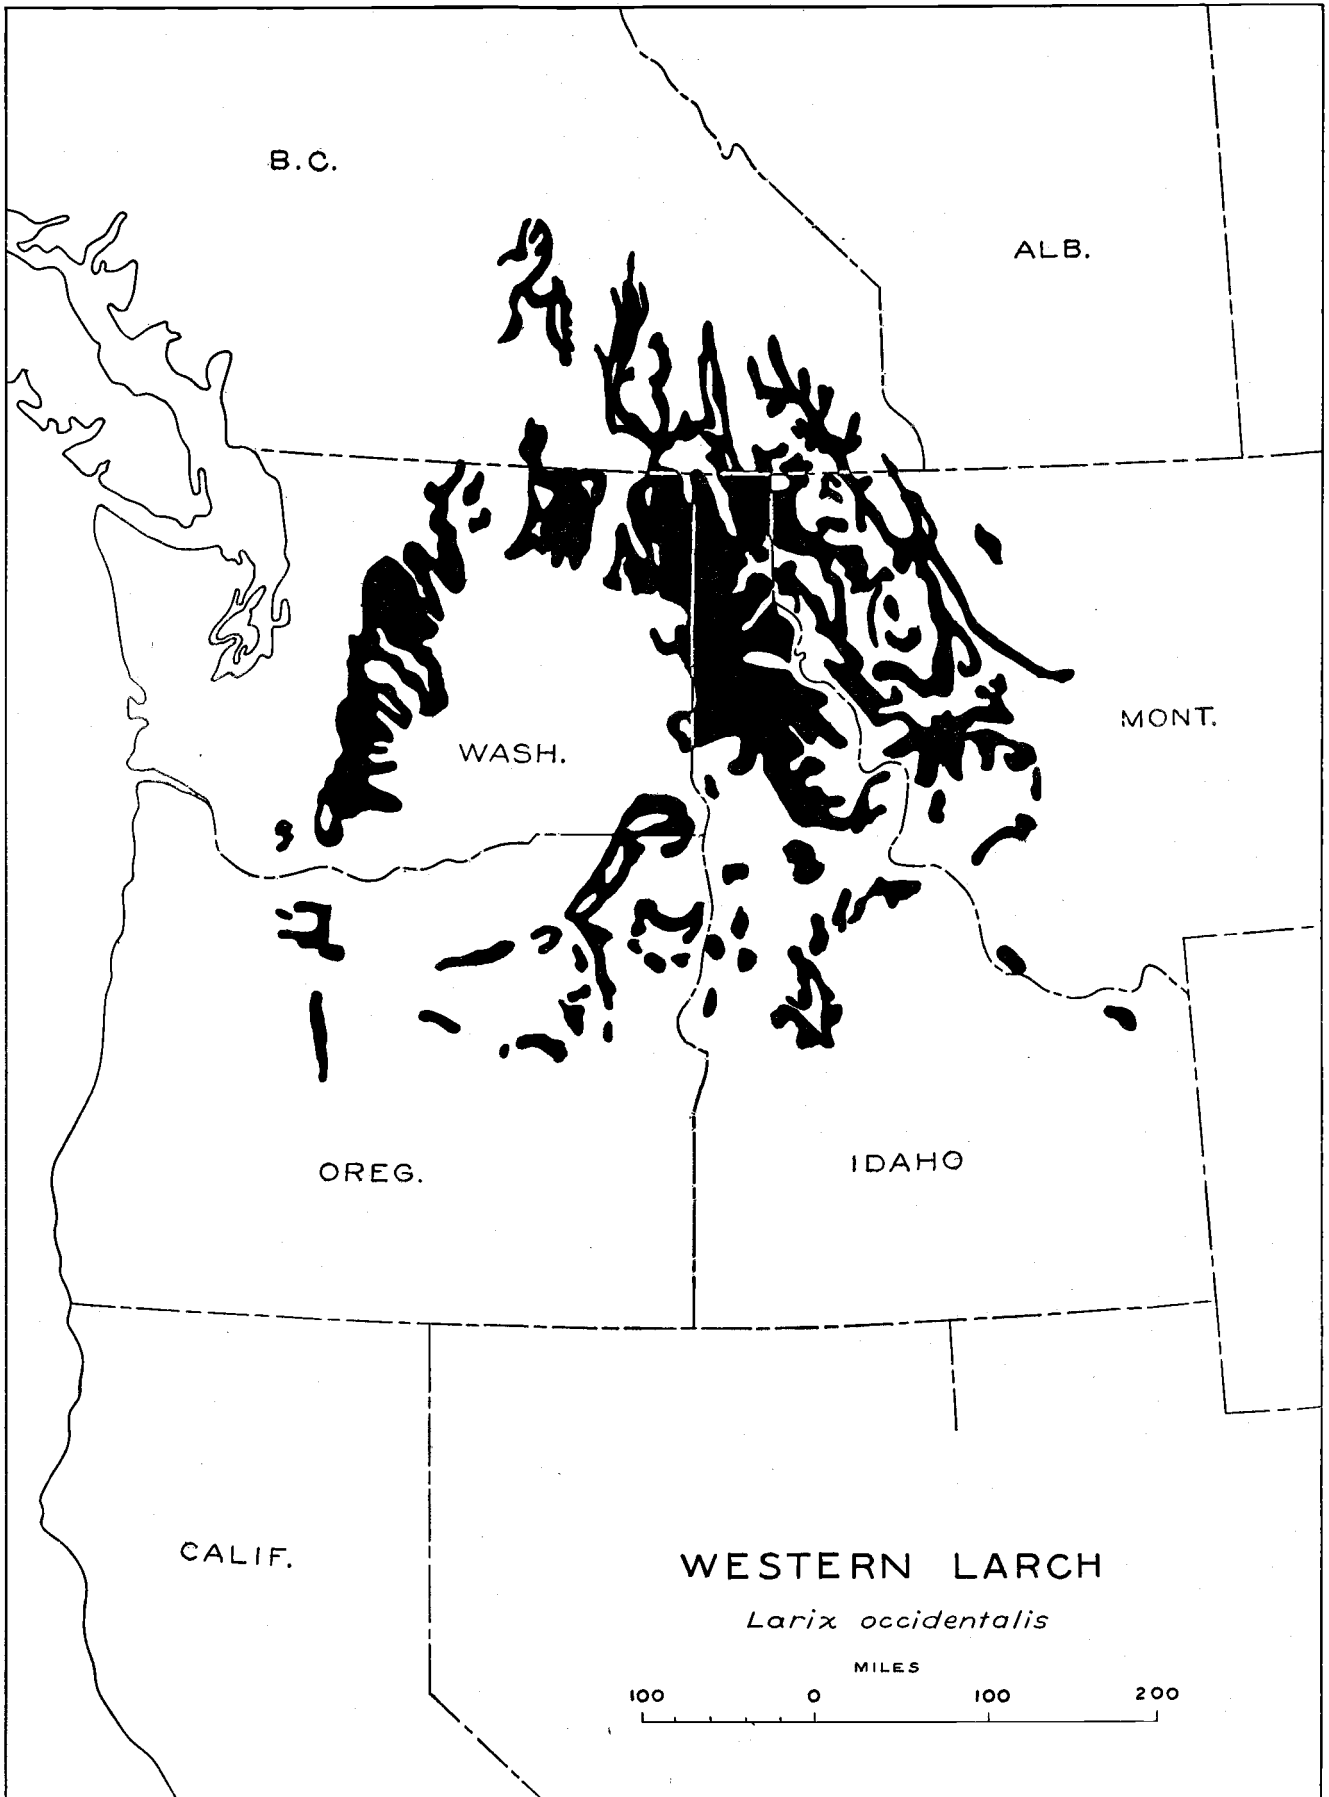 B.C.
ALB.
MONT.
WASH.
OREG.
IDAHO
CALIF.
WESTERN LARCH
Larix occidentalis
MILES
100 0 100 200